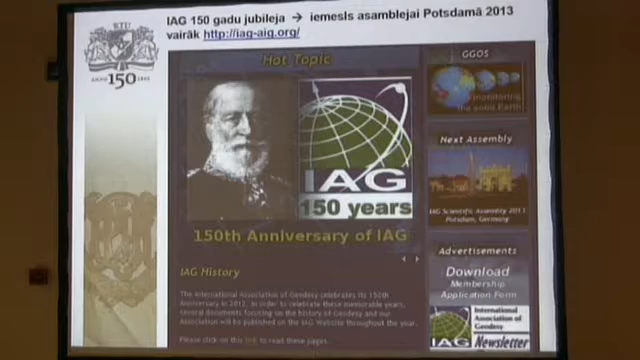 IAG 150 gadu jubileja → iemesls asamblejai Potsdamā 2013
vairāk http://iag-aig.org/
RTU
ANNO 150 1862
Hot Topic
IAG
150 years
150th Anniversary of IAG
IAG History
The International Association of Geodesy celebrates its 150th
Anniversary in 2012. In order to celebrate these memorable years,
several documents focusing on the history of Geodesy and our
Association will be published on the IAG Website throughout the year.
Please click on this link to read these pages.
GGOS
monitoring
the solid Earth
Next Assembly
IAG Scientific Assembly 2013
Potsdam, Germany
Advertisements
Download
Membership
Application Form
IAG
International
Association of
Geodesy
Newsletter